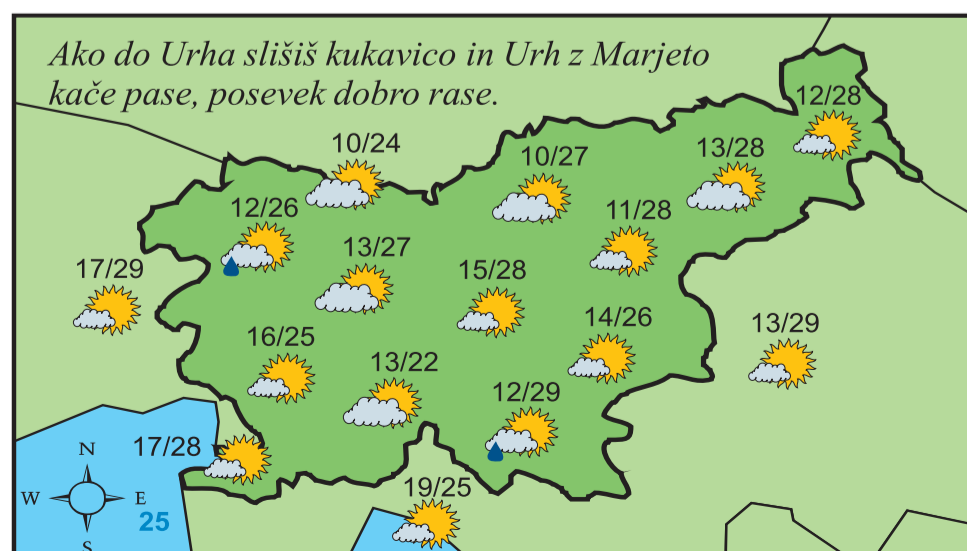 Ako do Urha slišiš kukavico in Urh z Marjeto
kače pase, posevek dobro rase.
12/28
10/24
10/27
13/28
12/26
11/28
13/27
17/29
15/28
14/26
13/29
16/25
13/22
12/29
17/28
N
W
E
19/25
25
S